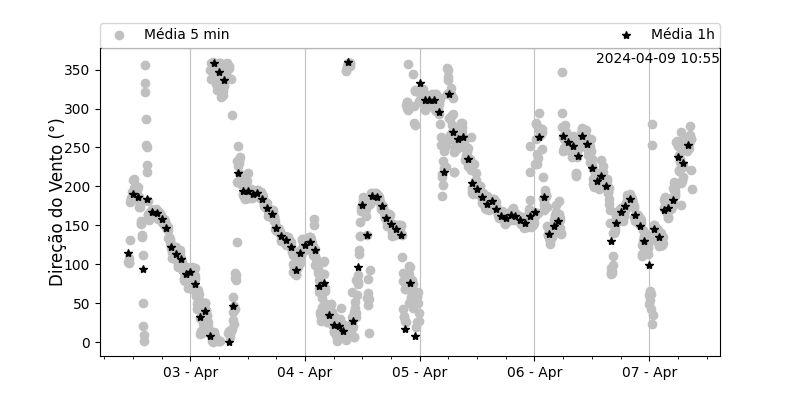 Média 5 min
Média 1h
2024-04-09 10:55
Direção do Vento (°)
350
300
250
200
150
100
50
0
03 - Apr
04 - Apr
05 - Apr
06 - Apr
07 - Apr